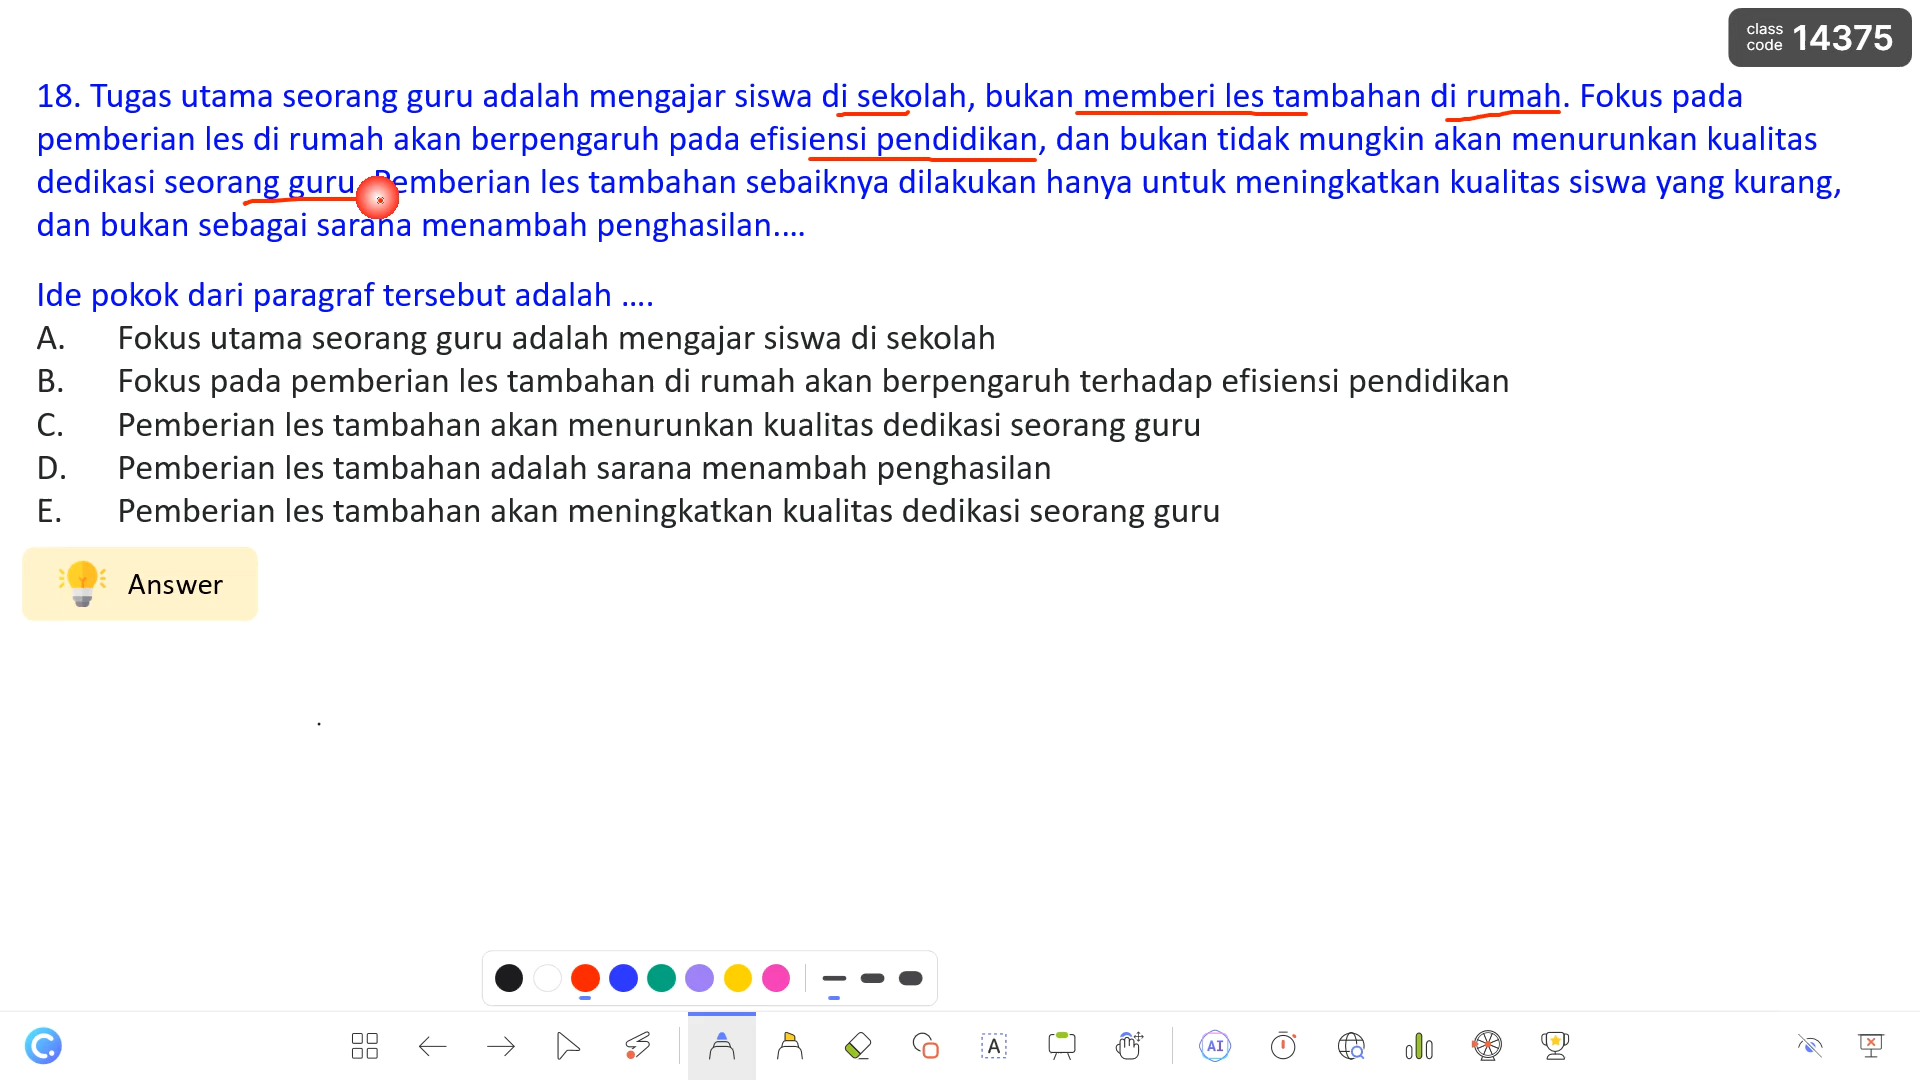 class
code 14375
18. Tugas utama seorang guru adalah mengajar siswa di sekolah, bukan memberi les tambahan di rumah. Fokus pada
pemberian les di rumah akan berpengaruh pada efisiensi pendidikan, dan bukan tidak mungkin akan menurunkan kualitas
dedikasi seorang guru. Pemberian les tambahan sebaiknya dilakukan hanya untuk meningkatkan kualitas siswa yang kurang,
dan bukan sebagai sarana menambah penghasilan....
Ide pokok dari paragraf tersebut adalah ....
A. Fokus utama seorang guru adalah mengajar siswa di sekolah
B. Fokus pada pemberian les tambahan di rumah akan berpengaruh terhadap efisiensi pendidikan
C. Pemberian les tambahan akan menurunkan kualitas dedikasi seorang guru
D. Pemberian les tambahan adalah sarana menambah penghasilan
E. Pemberian les tambahan akan meningkatkan kualitas dedikasi seorang guru
Answer
.
A
AI